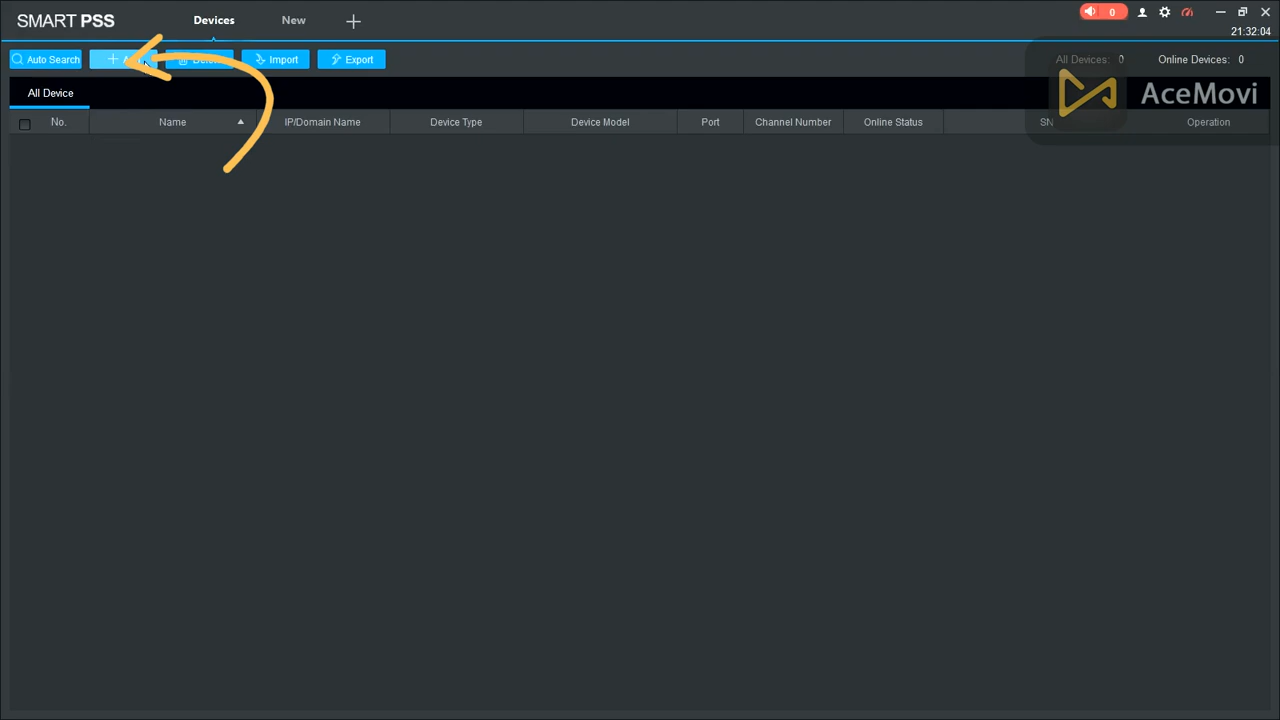 SMART PSS
Devices
New
0
21:32:04
Auto Search
Import
Export
All Devices: 0
Online Devices: 0
All Device
AceMovi
No.
Name
IP/Domain Name
Device Type
Device Model
Port
Channel Number
Online Status
SN
Operation